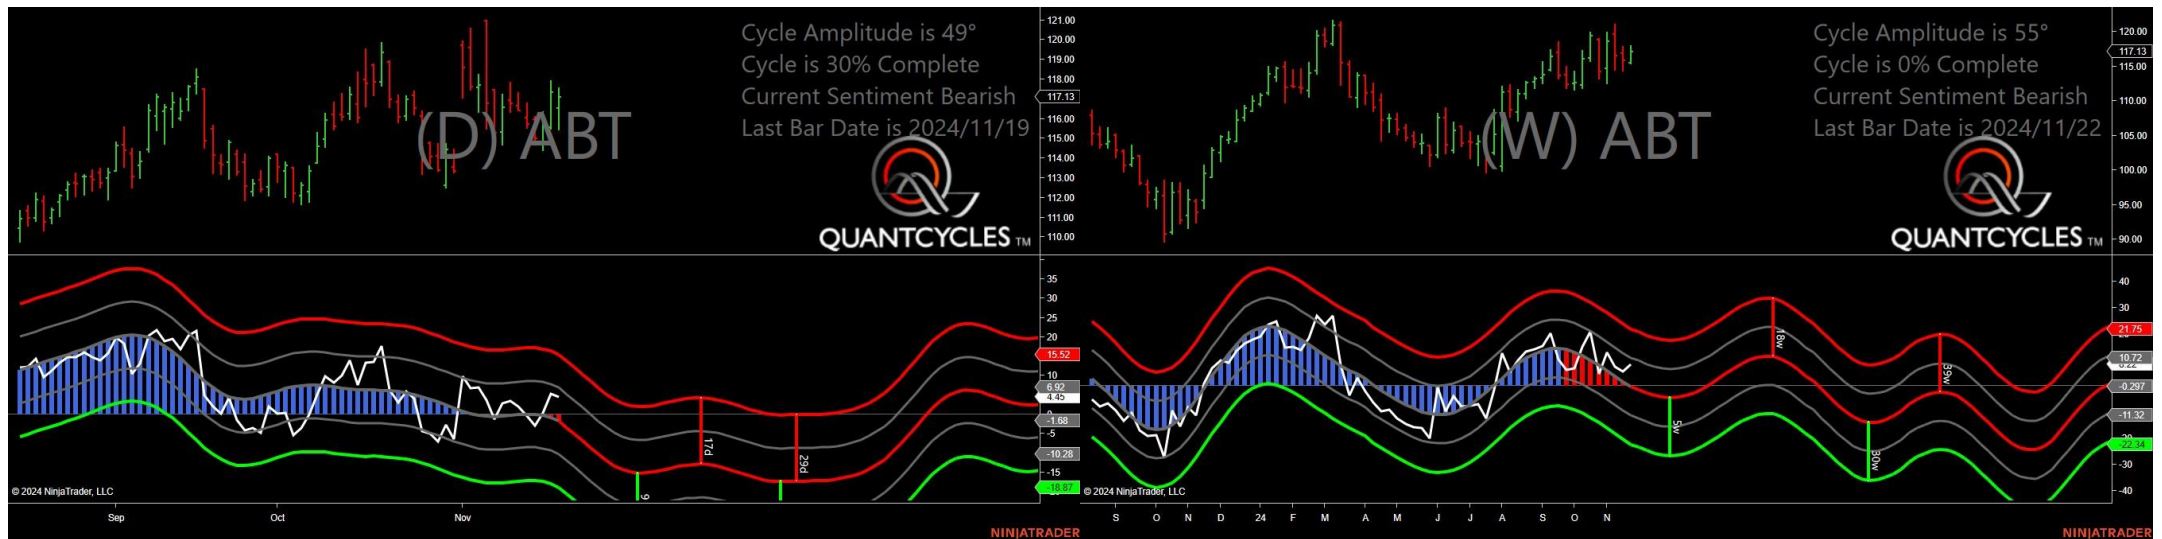 Cycle Amplitude is 49°
Cycle is 30% Complete
Current Sentiment Bearish
Last Bar Date is 2024/11/19
(D) ABT
QUANTCYCLES TM
121.00
120.00
119.00
118.00
117.13
116.00
115.00
114.00
113.00
112.00
111.00
110.00
35
30
25
20
15.52
10
6.92
4.45
-1.68
-5
-10.28
-15
-18.87
17d
29d
9
© 2024 NinjaTrader, LLC
Sep Oct Nov
NINJATRADER
Cycle Amplitude is 55°
Cycle is 0% Complete
Current Sentiment Bearish
Last Bar Date is 2024/11/22
(W) ABT
QUANTCYCLES TM
120.00
117.13
115.00
110.00
105.00
100.00
95.00
90.00
40
30
21.75
10.72
-0.297
-11.32
-22.34
-30
-40
18w
39w
5w
30w
© 2024 NinjaTrader, LLC
S O N D 24 F M A M J J A S O N
NINJATRADER